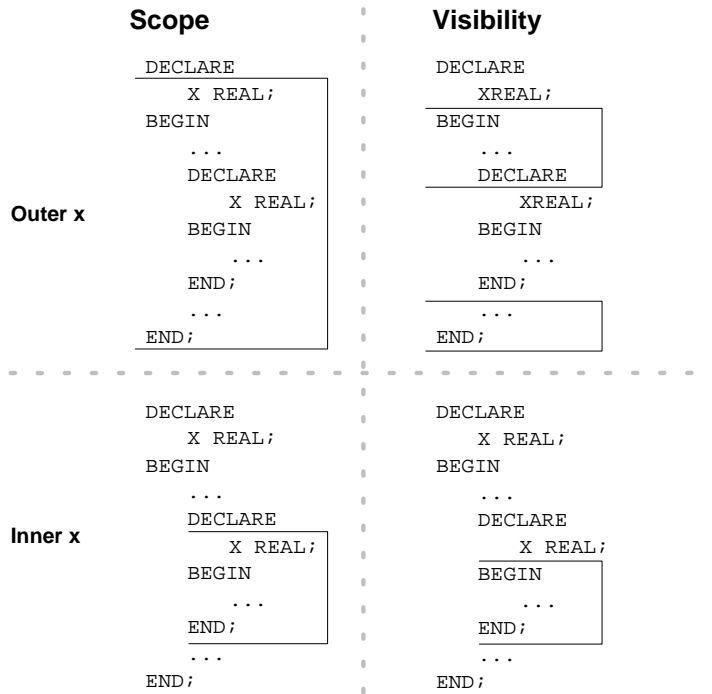 Scope
Visibility
Outer x
DECLARE
X REAL;
BEGIN
...
DECLARE
X REAL;
BEGIN
...
END;
...
END;
DECLARE
XREAL;
BEGIN
...
DECLARE
XREAL;
BEGIN
...
END;
...
END;
Inner x
DECLARE
X REAL;
BEGIN
...
DECLARE
X REAL;
BEGIN
...
END;
...
END;
DECLARE
X REAL;
BEGIN
...
DECLARE
X REAL;
BEGIN
...
END;
...
END;